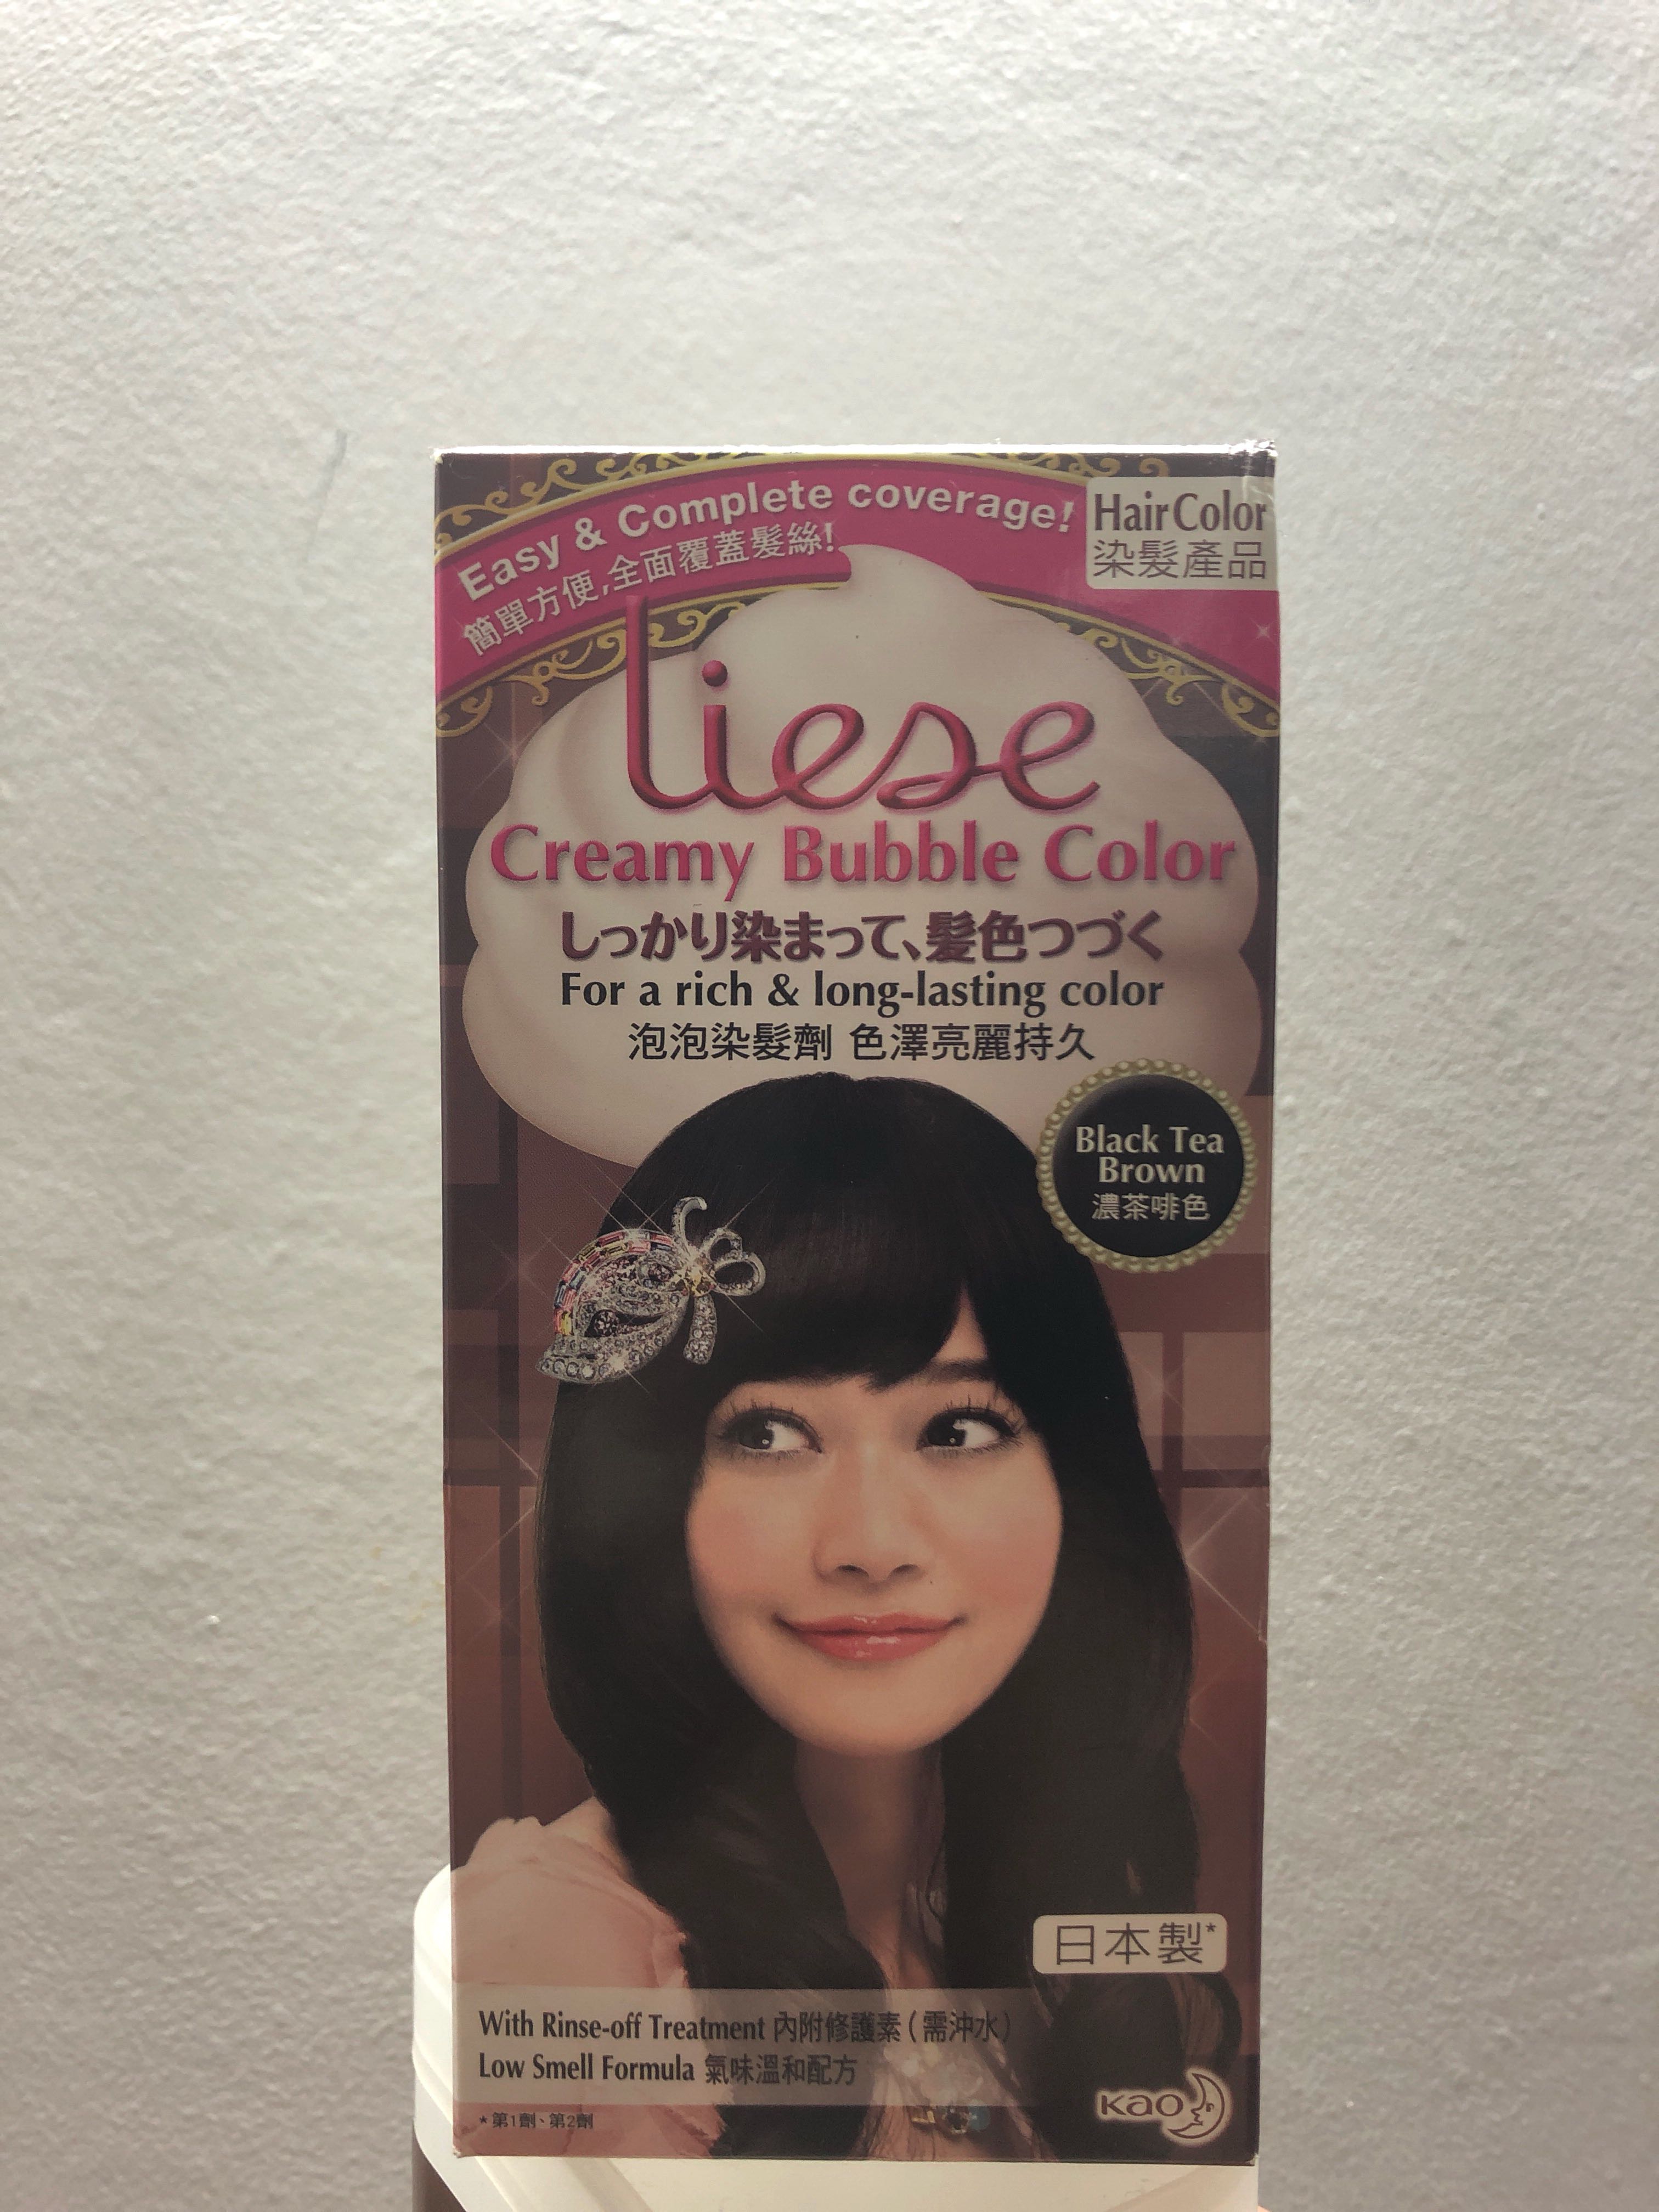 Easy & Complete coverage!
簡單方便,全面覆蓋髮絲!
Hair Color
染髮產品
liese
Creamy Bubble Color
しっかり染まって、髪色つづく
For a rich & long-lasting color
泡泡染髮劑 色澤亮麗持久
Black Tea
Brown
濃茶啡色
日本製*
With Rinse-off Treatment 內附修護素(需沖水)
Low Smell Formula 氣味溫和配方
*第1劑、第2劑
Kao